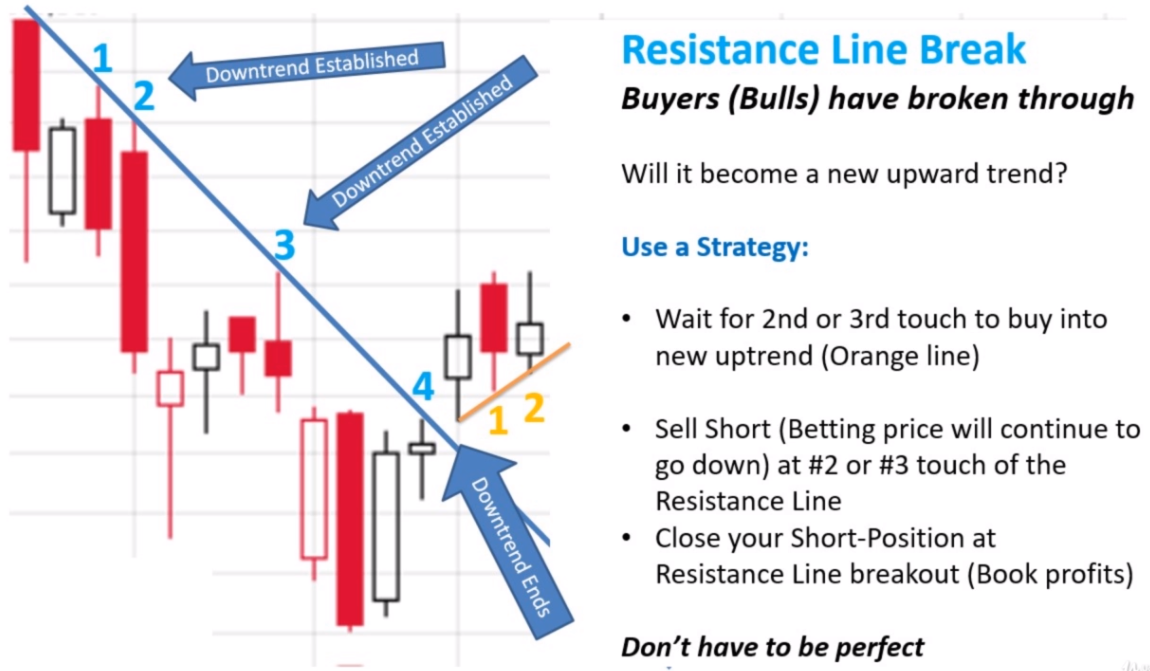 1
2
Downtrend Established
Downtrend Established
3
4
1
2
Downtrend Ends
Resistance Line Break
Buyers (Bulls) have broken through
Will it become a new upward trend?
Use a Strategy:
• Wait for 2nd or 3rd touch to buy into
new uptrend (Orange line)
• Sell Short (Betting price will continue to
go down) at #2 or #3 touch of the
Resistance Line
• Close your Short-Position at
Resistance Line breakout (Book profits)
Don't have to be perfect